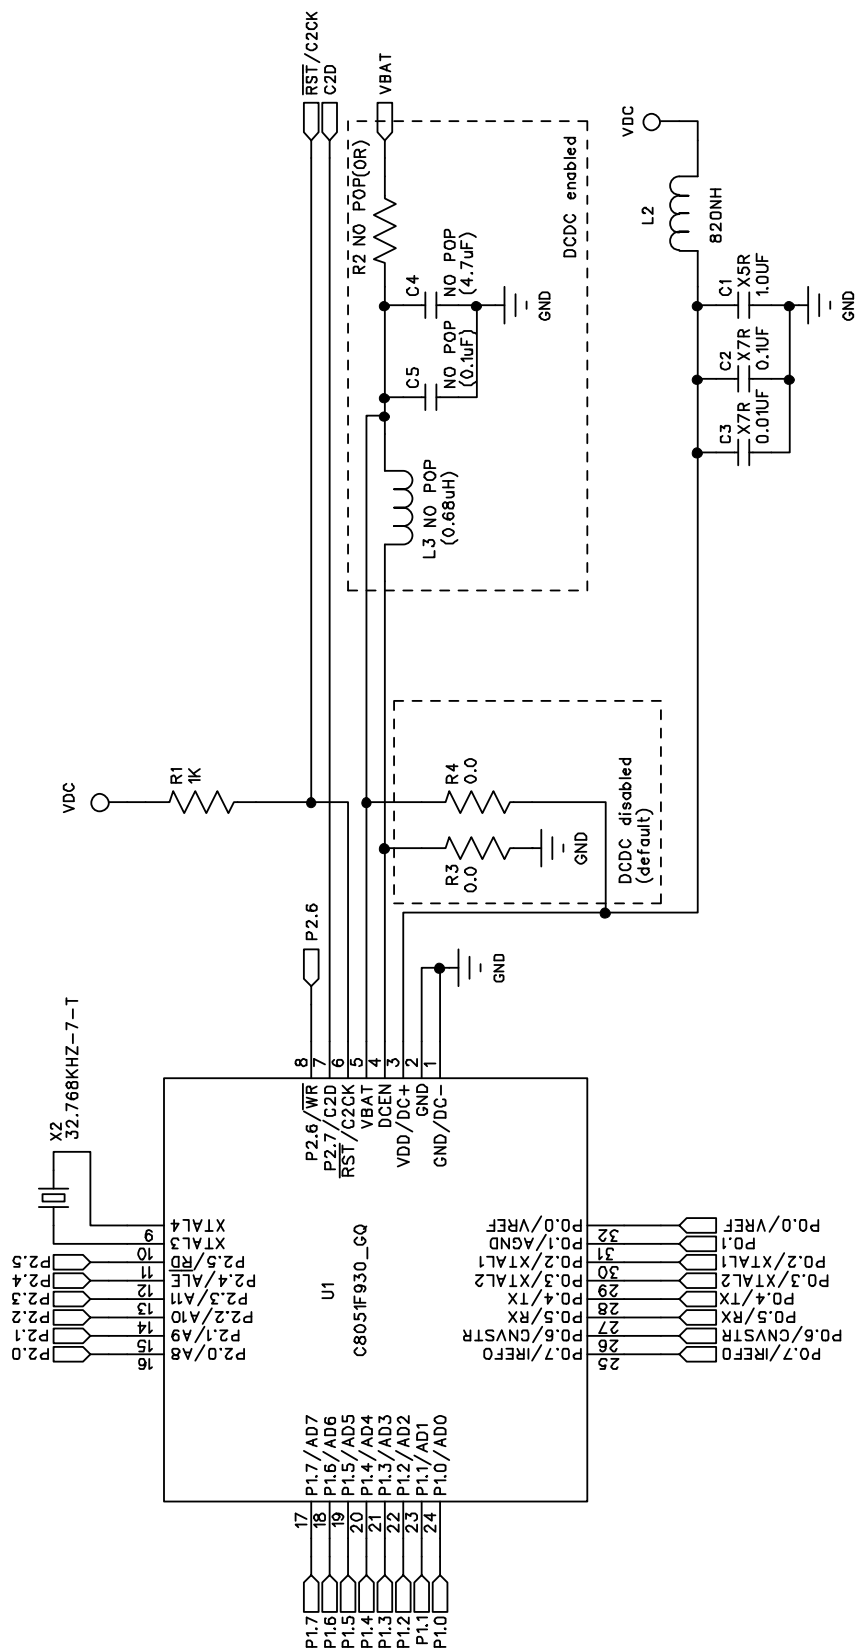 RST/C2CK
C2D
VBAT
R2 NO POP(0R)
C4
NO POP
(4.7uF)
C5
NO POP
(0.1uF)
GND
L3 NO POP
(0.68uH)
DCDC enabled
VDC
L2
820NH
C1
X5R
1.0UF
C2
X7R
0.1UF
C3
X7R
0.01UF
GND
VDC
R1
1K
R4
0.0
R3
0.0
GND
DCDC disabled
(default)
P2.6
GND
X2
32.768KHZ-7-T
8
7
6
5
4
3
2
1
P2.6/WR
P2.7/C2D
RST/C2CK
VBAT
DCEN
VDD/DC+
GND
GND/DC-
U1
C8051F930_GQ
XTAL4
9
XTAL3
10
P2.5/RD
P2.5
11
P2.4/ALE
P2.4
12
P2.3/A11
P2.3
13
P2.2/A10
P2.2
14
P2.1/A9
P2.1
15
P2.0/A8
P2.0
16
P0.0/VREF
P0.0/VREF
32
P0.1/AGND
P0.1
31
P0.2/XTAL1
P0.2/XTAL1
30
P0.3/XTAL2
P0.3/XTAL2
29
P0.4/TX
P0.4/TX
28
P0.5/RX
P0.5/RX
27
P0.6/CNVSTR
P0.6/CNVSTR
26
P0.7/IREF0
P0.7/IREF0
25
P1.7/AD7
P1.6/AD6
P1.5/AD5
P1.4/AD4
P1.3/AD3
P1.2/AD2
P1.1/AD1
P1.0/AD0
17
18
19
20
21
22
23
24
P1.7
P1.6
P1.5
P1.4
P1.3
P1.2
P1.1
P1.0